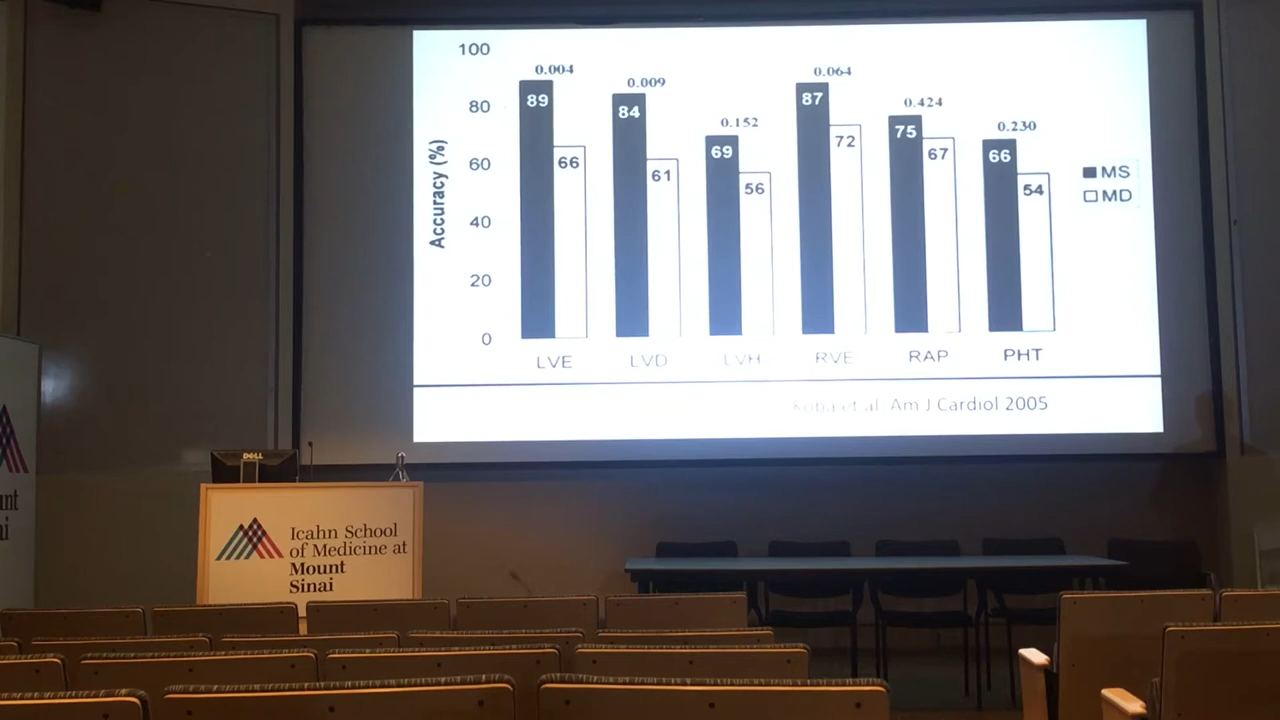 100
80
60
40
20
0
Accuracy (%)
0.004
89
66
0.009
84
61
0.152
69
56
0.064
87
72
0.424
75
67
0.230
66
54
MS
MD
LVE LVD LVH RVE RAP PHT
et al Am J Cardiol 2005
DELL
Icahn School
of Medicine at
Mount
Sinai